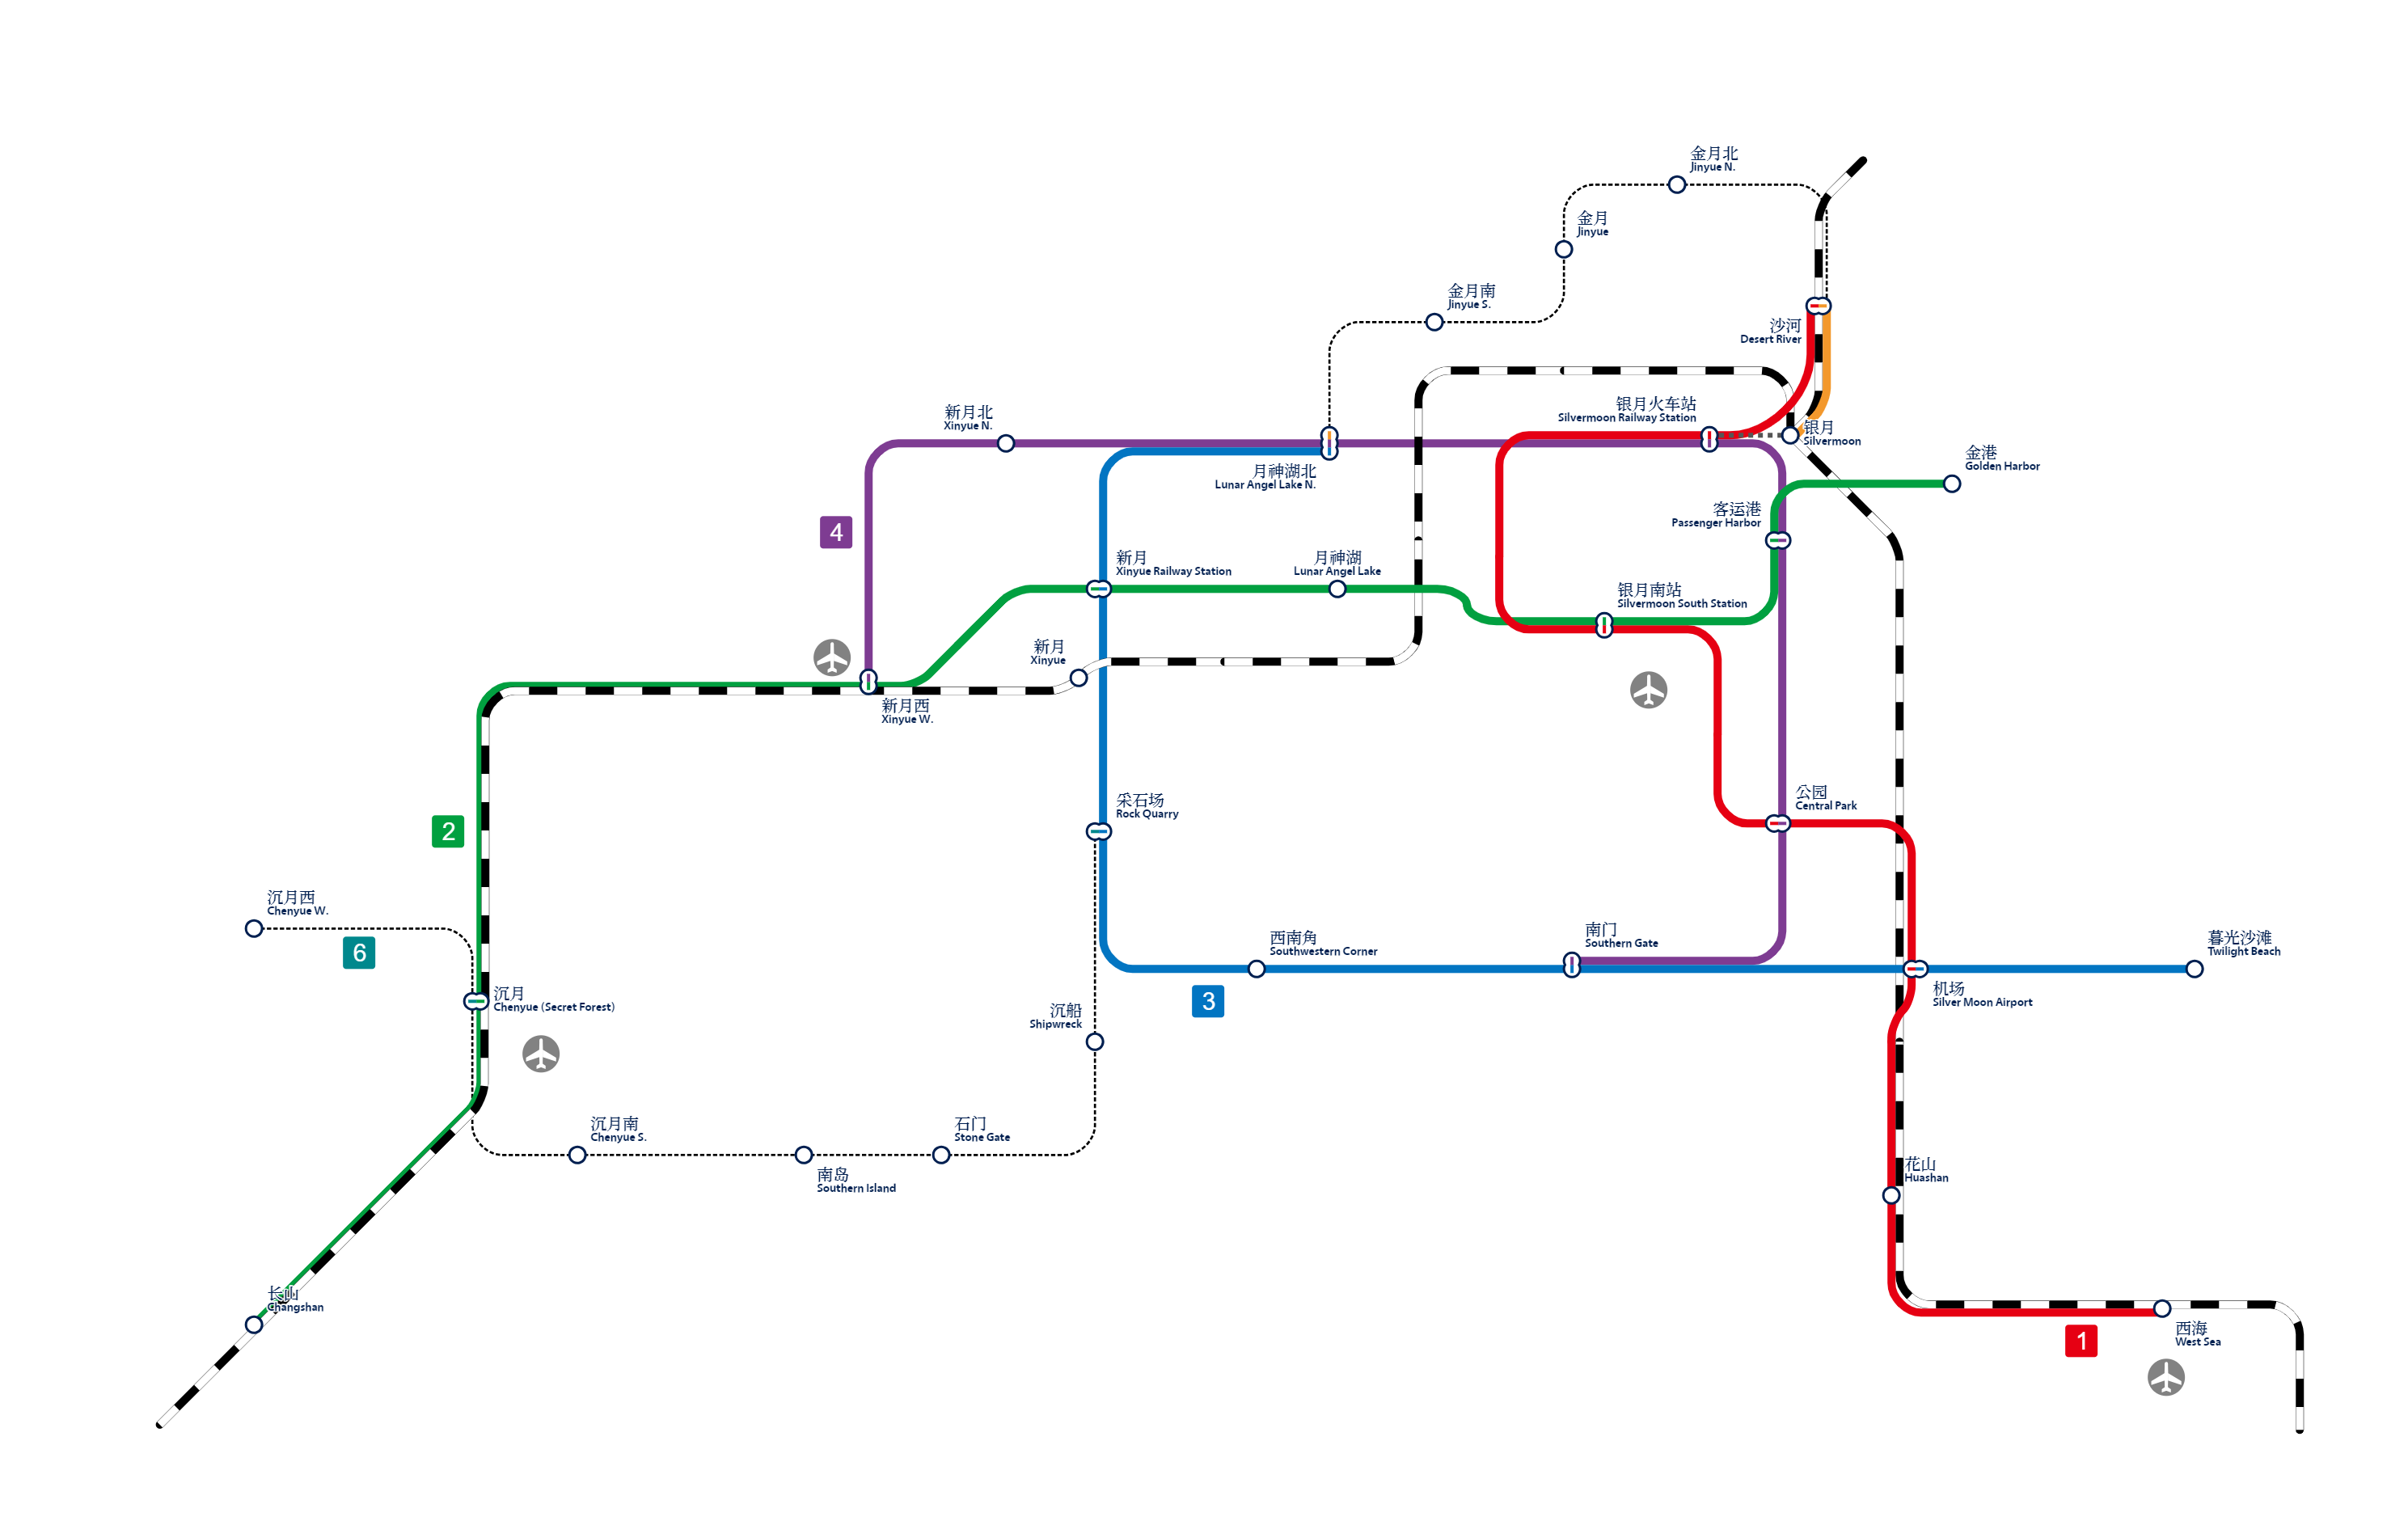 金月北
Jinyue N.
金月
Jinyue
金月南
Jinyue S.
沙河
Desert River
新月北
Xinyue N.
银月火车站
Silvermoon Railway Station
银月
Silvermoon
月神湖北
Lunar Angel Lake N.
金港
Golden Harbor
4
客运港
Passenger Harbor
新月
Xinyue Railway Station
月神湖
Lunar Angel Lake
银月南站
Silvermoon South Station
新月
Xinyue
新月西
Xinyue W.
采石场
Rock Quarry
公园
Central Park
2
沉月西
Chenyue W.
6
西南角
Southwestern Corner
南门
Southern Gate
暮光沙滩
Twilight Beach
沉月
Chenyue (Secret Forest)
3
机场
Silver Moon Airport
沉船
Shipwreck
沉月南
Chenyue S.
石门
Stone Gate
南岛
Southern Island
花山
Huashan
长山
Changshan
西海
West Sea
1